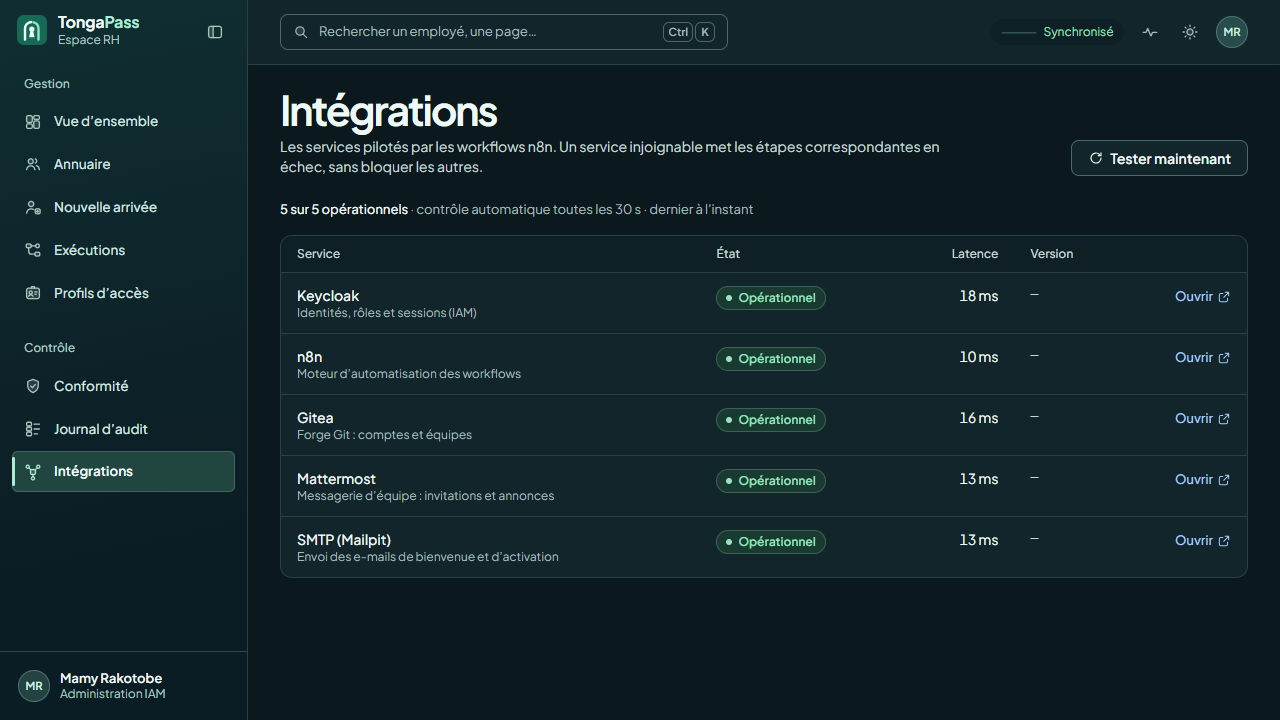 TongaPass
Espace RH
Gestion
Vue d’ensemble
Annuaire
Nouvelle arrivée
Exécutions
Profils d’accès
Contrôle
Conformité
Journal d’audit
Intégrations
MR
Mamy Rakotobe
Administration IAM
Rechercher un employé, une page…
Ctrl K
Synchronisé
MR
Intégrations
Les services pilotés par les workflows n8n. Un service injoignable met les étapes correspondantes en
échec, sans bloquer les autres.
Tester maintenant
5 sur 5 opérationnels · contrôle automatique toutes les 30 s · dernier à l’instant
Service État Latence Version
Keycloak Opérationnel 18 ms — Ouvrir
Identités, rôles et sessions (IAM)
n8n Opérationnel 10 ms — Ouvrir
Moteur d’automatisation des workflows
Gitea Opérationnel 16 ms — Ouvrir
Forge Git : comptes et équipes
Mattermost Opérationnel 13 ms — Ouvrir
Messagerie d’équipe : invitations et annonces
SMTP (Mailpit) Opérationnel 13 ms — Ouvrir
Envoi des e-mails de bienvenue et d’activation